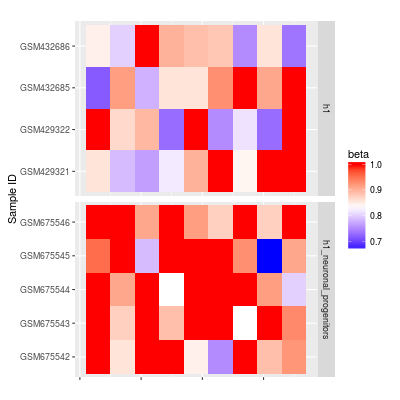 Sample ID
GSM432686
GSM432685
GSM429322
GSM429321
h1
GSM675546
GSM675545
GSM675544
GSM675543
GSM675542
h1_neuronal_progenitors
beta
1.0
0.9
0.8
0.7